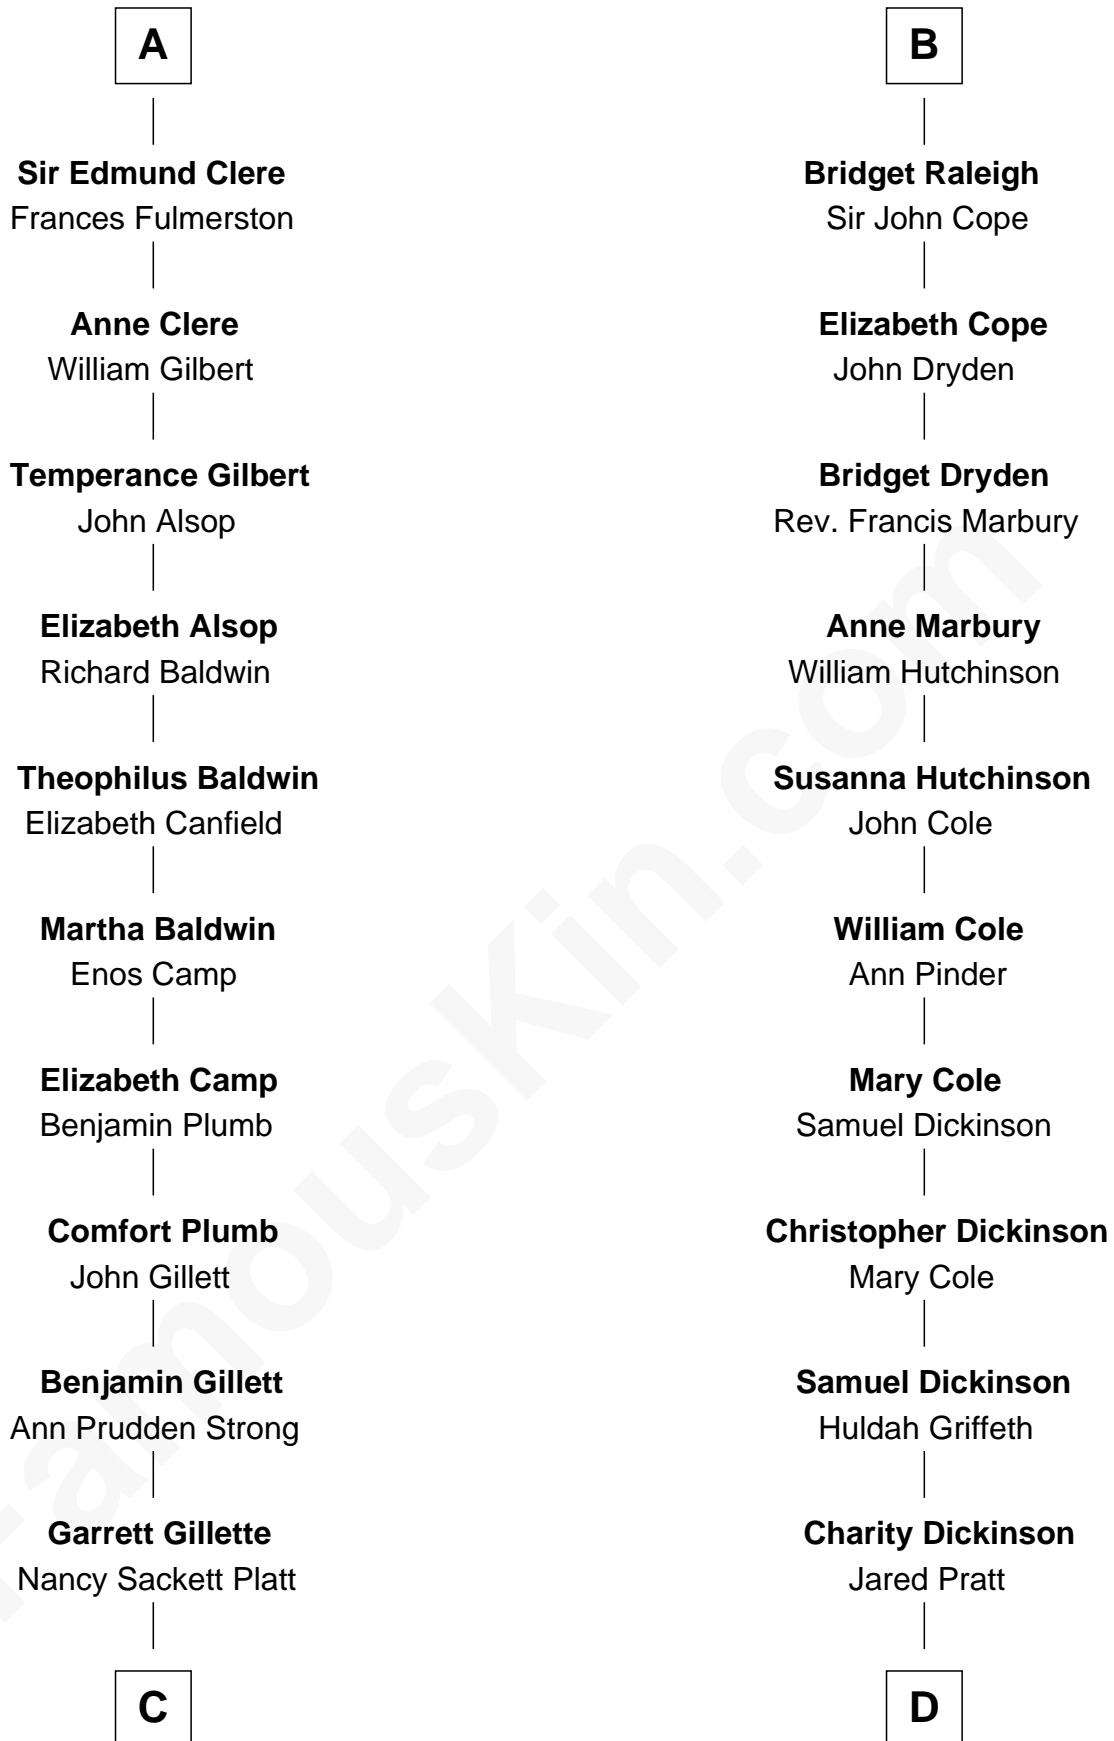 A
Sir Edmund Clere
Frances Fulmerston
Anne Clere
William Gilbert
Temperance Gilbert
John Alsop
Elizabeth Alsop
Richard Baldwin
Theophilus Baldwin
Elizabeth Canfield
Martha Baldwin
Enos Camp
Elizabeth Camp
Benjamin Plumb
Comfort Plumb
John Gillett
Benjamin Gillett
Ann Prudden Strong
Garrett Gillette
Nancy Sackett Platt
C
B
Bridget Raleigh
Sir John Cope
Elizabeth Cope
John Dryden
Bridget Dryden
Rev. Francis Marbury
Anne Marbury
William Hutchinson
Susanna Hutchinson
John Cole
William Cole
Ann Pinder
Mary Cole
Samuel Dickinson
Christopher Dickinson
Mary Cole
Samuel Dickinson
Huldah Griffeth
Charity Dickinson
Jared Pratt
D
FamousKin.com